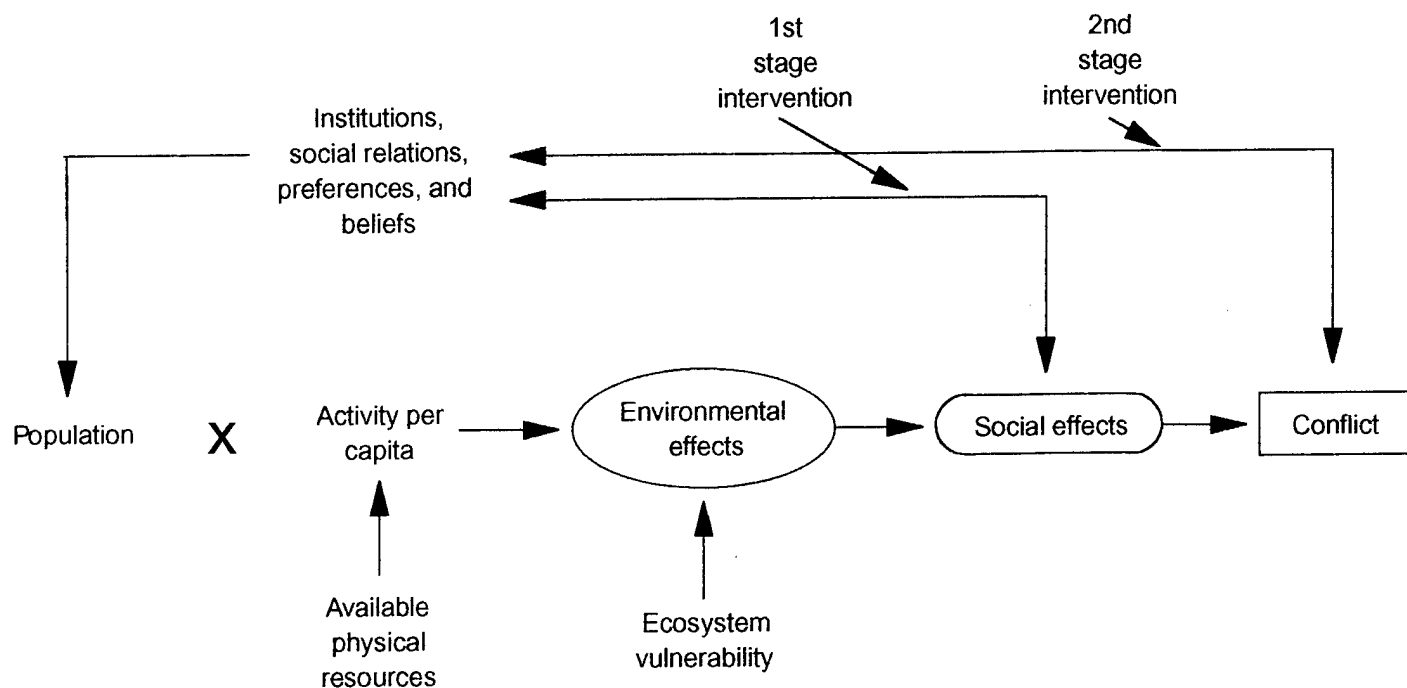 1st
stage
intervention
2nd
stage
intervention
Institutions,
social relations,
preferences, and
beliefs
Population
X
Activity per
capita
Environmental
effects
Social effects
Conflict
Available
physical
resources
Ecosystem
vulnerability